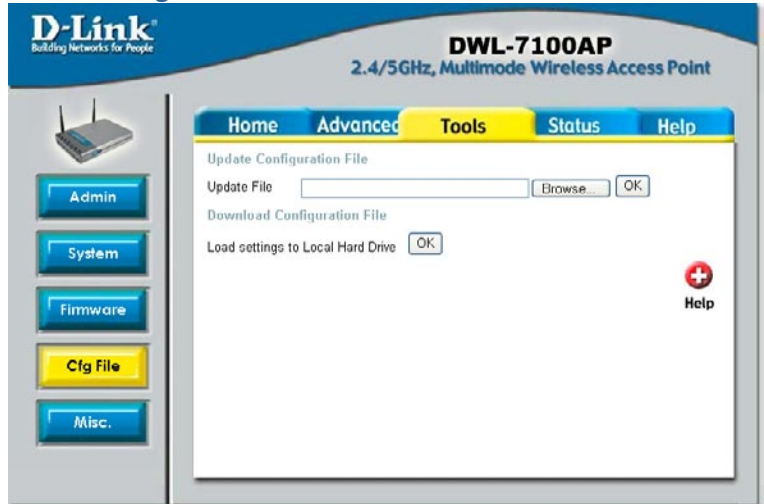 D-Link
Building Networks for People
DWL-7100AP
2.4/5GHz, Multimode Wireless Access Point
Home Advanced Tools Status Help
Update Configuration File
Update File Browse... OK
Download Configuration File
Load settings to Local Hard Drive OK
Help
Admin
System
Firmware
Cfg File
Misc.